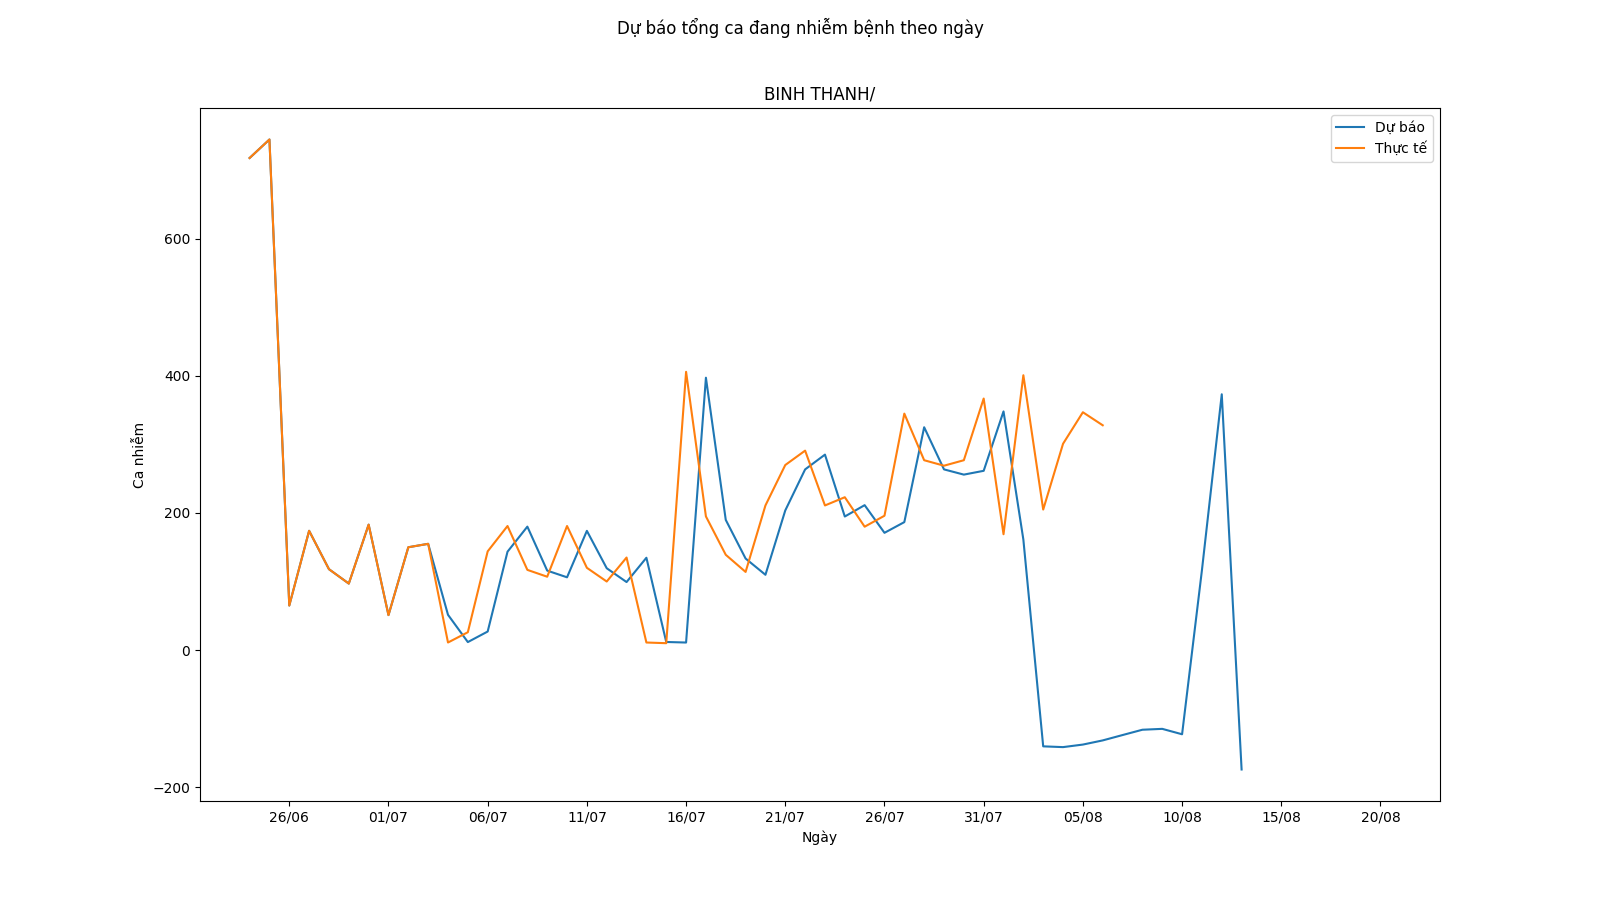 Dự báo tổng ca đang nhiễm bệnh theo ngày
BINH THANH/
Dự báo
Thực tế
600
400
200
0
−200
Ca nhiễm
26/06 01/07 06/07 11/07 16/07 21/07 26/07 31/07 05/08 10/08 15/08 20/08
Ngày